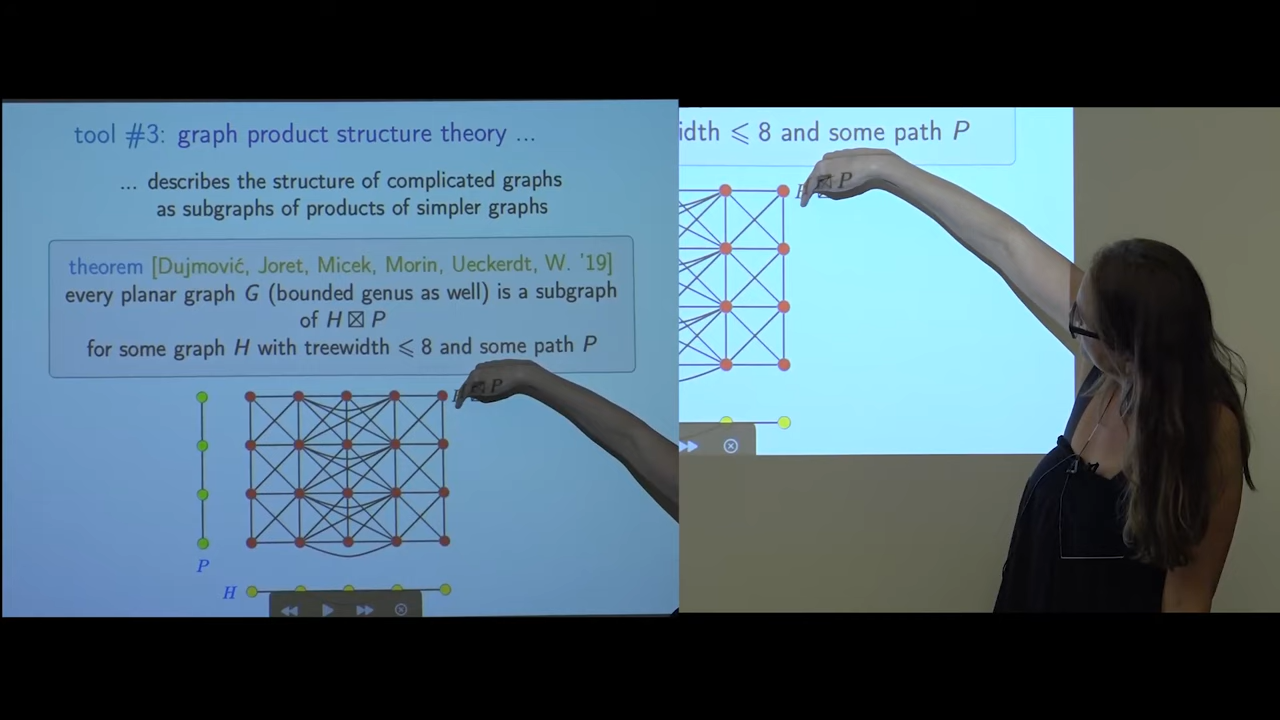 tool #3: graph product structure theory ...
... describes the structure of complicated graphs
as subgraphs of products of simpler graphs
theorem [Dujmović, Joret, Micek, Morin, Ueckerdt, W. '19]
every planar graph G (bounded genus as well) is a subgraph
of H ⊠ P
for some graph H with treewidth ⩽ 8 and some path P
H ⊠ P
P
H
idth ⩽ 8 and some path P
H ⊠ P